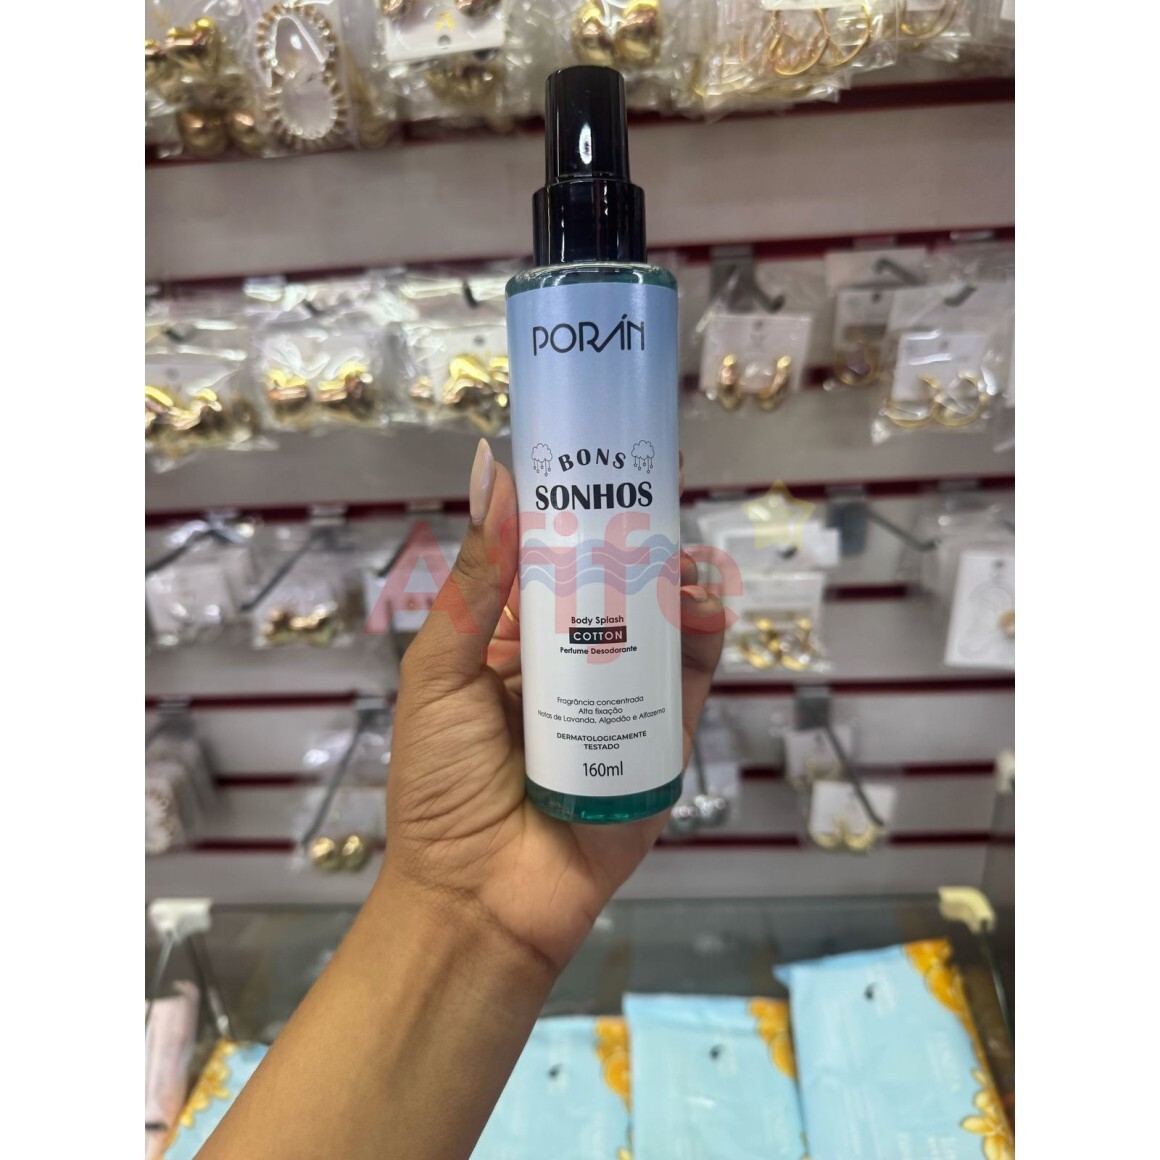 PORÁN
BONS
SONHOS
Afife
Body Splash
COTTON
Perfume Desodorante
Fragrância concentrada
Alta fixação
Notas de Lavanda, Algodão e Alfazema
DERMATOLOGICAMENTE
TESTADO
160ml